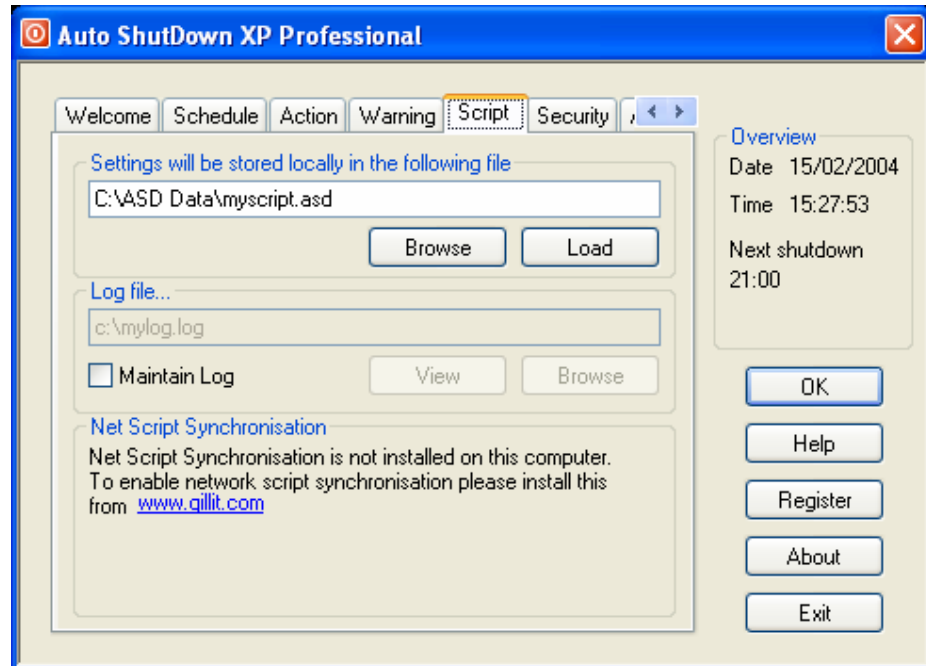 Auto ShutDown XP Professional
Welcome Schedule Action Warning Script Security
Settings will be stored locally in the following file
C:\ASD Data\myscript.asd
Browse Load
Log file...
c:\mylog.log
Maintain Log View Browse
Net Script Synchronisation
Net Script Synchronisation is not installed on this computer.
To enable network script synchronisation please install this
from www.gillit.com
Overview
Date 15/02/2004
Time 15:27:53
Next shutdown
21:00
OK
Help
Register
About
Exit